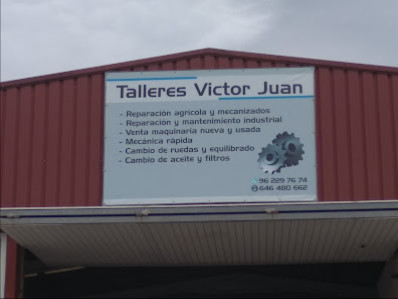 Talleres Victor Juan
- Reparación agrícola y mecanizados
- Reparación y mantenimiento industrial
- Venta maquinaria nueva y usada
- Mecánica rápida
- Cambio de ruedas y equilibrado
- Cambio de aceite y filtros
96 229 76 74
646 480 662